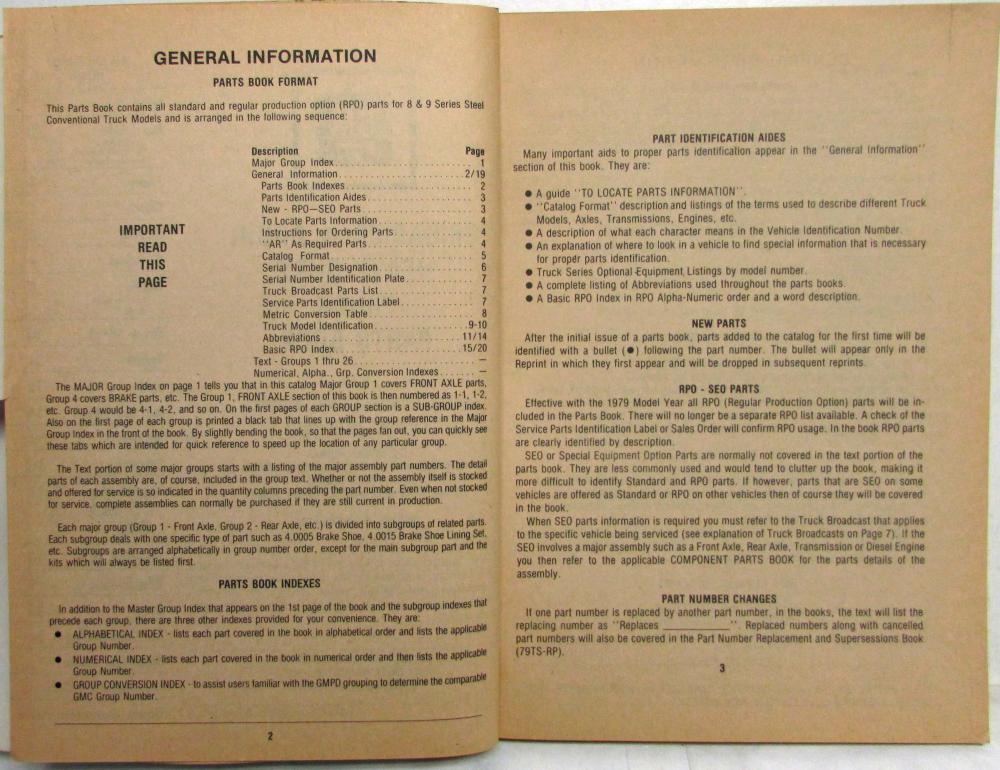 GENERAL INFORMATION
PARTS BOOK FORMAT
This Parts Book contains all standard and regular production option (RPO) parts for 8 & 9 Series Steel
Conventional Truck Models and is arranged in the following sequence:
IMPORTANT
READ
THIS
PAGE
Description Page
Major Group Index 1
General Information 2/19
Parts Book Indexes 2
Parts Identification Aides 3
New - RPO—SEO Parts 3
To Locate Parts Information 4
Instructions for Ordering Parts 4
"AR" As Required Parts 4
Catalog Format 5
Serial Number Designation 6
Serial Number Identification Plate 7
Truck Broadcast Parts List 7
Service Parts Identification Label 7
Metric Conversion Table 8
Truck Model Identification 9-10
Abbreviations 11/14
Basic RPO Index 15/20
Text - Groups 1 thru 26 —
Numerical, Alpha., Grp. Conversion Indexes —
The MAJOR Group Index on page 1 tells you that in this catalog Major Group 1 covers FRONT AXLE parts,
Group 4 covers BRAKE parts, etc. The Group 1, FRONT AXLE section of this book is then numbered as 1-1, 1-2,
etc. Group 4 would be 4-1, 4-2, and so on. On the first pages of each GROUP section is a SUB-GROUP index.
Also on the first page of each group is printed a black tab that lines up with the group reference in the Major
Group Index in the front of the book. By slightly bending the book, so that the pages fan out, you can quickly see
these tabs which are intended for quick reference to speed up the location of any particular group.
The Text portion of some major groups starts with a listing of the major assembly part numbers. The detail
parts of each assembly are, of course, included in the group text. Whether or not the assembly itself is stocked
and offered for service is so indicated in the quantity columns preceding the part number. Even when not stocked
for service, complete assemblies can normally be purchased if they are still current in production.
Each major group (Group 1 - Front Axle, Group 2 - Rear Axle, etc.) is divided into subgroups of related parts.
Each subgroup deals with one specific type of part such as 4.0005 Brake Shoe, 4.0015 Brake Shoe Lining Set,
etc. Subgroups are arranged alphabetically in group number order, except for the main subgroup part and the
kits which will always be listed first.
PARTS BOOK INDEXES
In addition to the Master Group Index that appears on the 1st page of the book and the subgroup indexes that
precede each group, there are three other indexes provided for your convenience. They are:
● ALPHABETICAL INDEX - lists each part covered in the book in alphabetical order and lists the applicable
Group Number.
● NUMERICAL INDEX - lists each part covered in the book in numerical order and then lists the applicable
Group Number.
● GROUP CONVERSION INDEX - to assist users familiar with the GMPD grouping to determine the comparable
GMC Group Number.
2
PART IDENTIFICATION AIDES
Many important aids to proper parts identification appear in the "General Information"
section of this book. They are:
● A guide "TO LOCATE PARTS INFORMATION".
● "Catalog Format" description and listings of the terms used to describe different Truck
Models, Axles, Transmissions, Engines, etc.
● A description of what each character means in the Vehicle Identification Number.
● An explanation of where to look in a vehicle to find special information that is necessary
for proper parts identification.
● Truck Series Optional Equipment Listings by model number.
● A complete listing of Abbreviations used throughout the parts books.
● A Basic RPO Index in RPO Alpha-Numeric order and a word description.
NEW PARTS
After the initial issue of a parts book, parts added to the catalog for the first time will be
identified with a bullet (●) following the part number. The bullet will appear only in the
Reprint in which they first appear and will be dropped in subsequent reprints.
RPO - SEO PARTS
Effective with the 1979 Model Year all RPO (Regular Production Option) parts will be in-
cluded in the Parts Book. There will no longer be a separate RPO list available. A check of the
Service Parts Identification Label or Sales Order will confirm RPO usage. In the book RPO parts
are clearly identified by description.
SEO or Special Equipment Option Parts are normally not covered in the text portion of the
parts book. They are less commonly used and would tend to clutter up the book, making it
more difficult to identify Standard and RPO parts. If however, parts that are SEO on some
vehicles are offered as Standard or RPO on other vehicles then of course they will be covered
in the book.
When SEO parts information is required you must refer to the Truck Broadcast that applies
to the specific vehicle being serviced (see explanation of Truck Broadcasts on Page 7). If the
SEO involves a major assembly such as a Front Axle, Rear Axle, Transmission or Diesel Engine
you then refer to the applicable COMPONENT PARTS BOOK for the parts details of the
assembly.
PART NUMBER CHANGES
If one part number is replaced by another part number, in the books, the text will list the
replacing number as "Replaces __________". Replaced numbers along with cancelled
part numbers will also be covered in the Part Number Replacement and Supersessions Book
(79TS-RP).
3